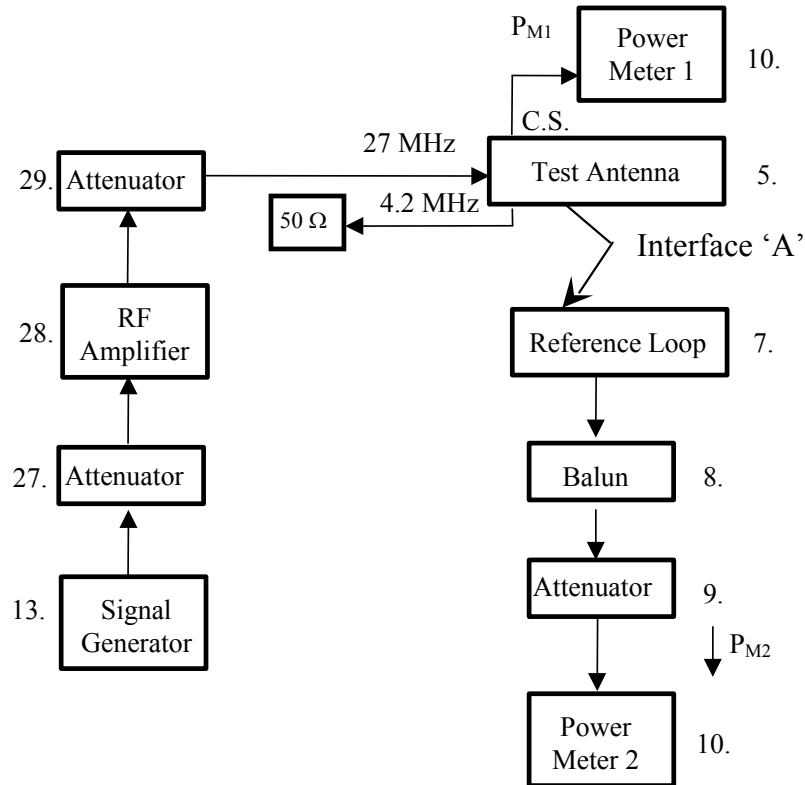 P_M1
Power
Meter 1
10.
C.S.
27 MHz
29.
Attenuator
Test Antenna
5.
4.2 MHz
50 Ω
Interface ‘A’
28.
RF
Amplifier
Reference Loop
7.
27.
Attenuator
Balun
8.
13.
Signal
Generator
Attenuator
9.
P_M2
Power
Meter 2
10.